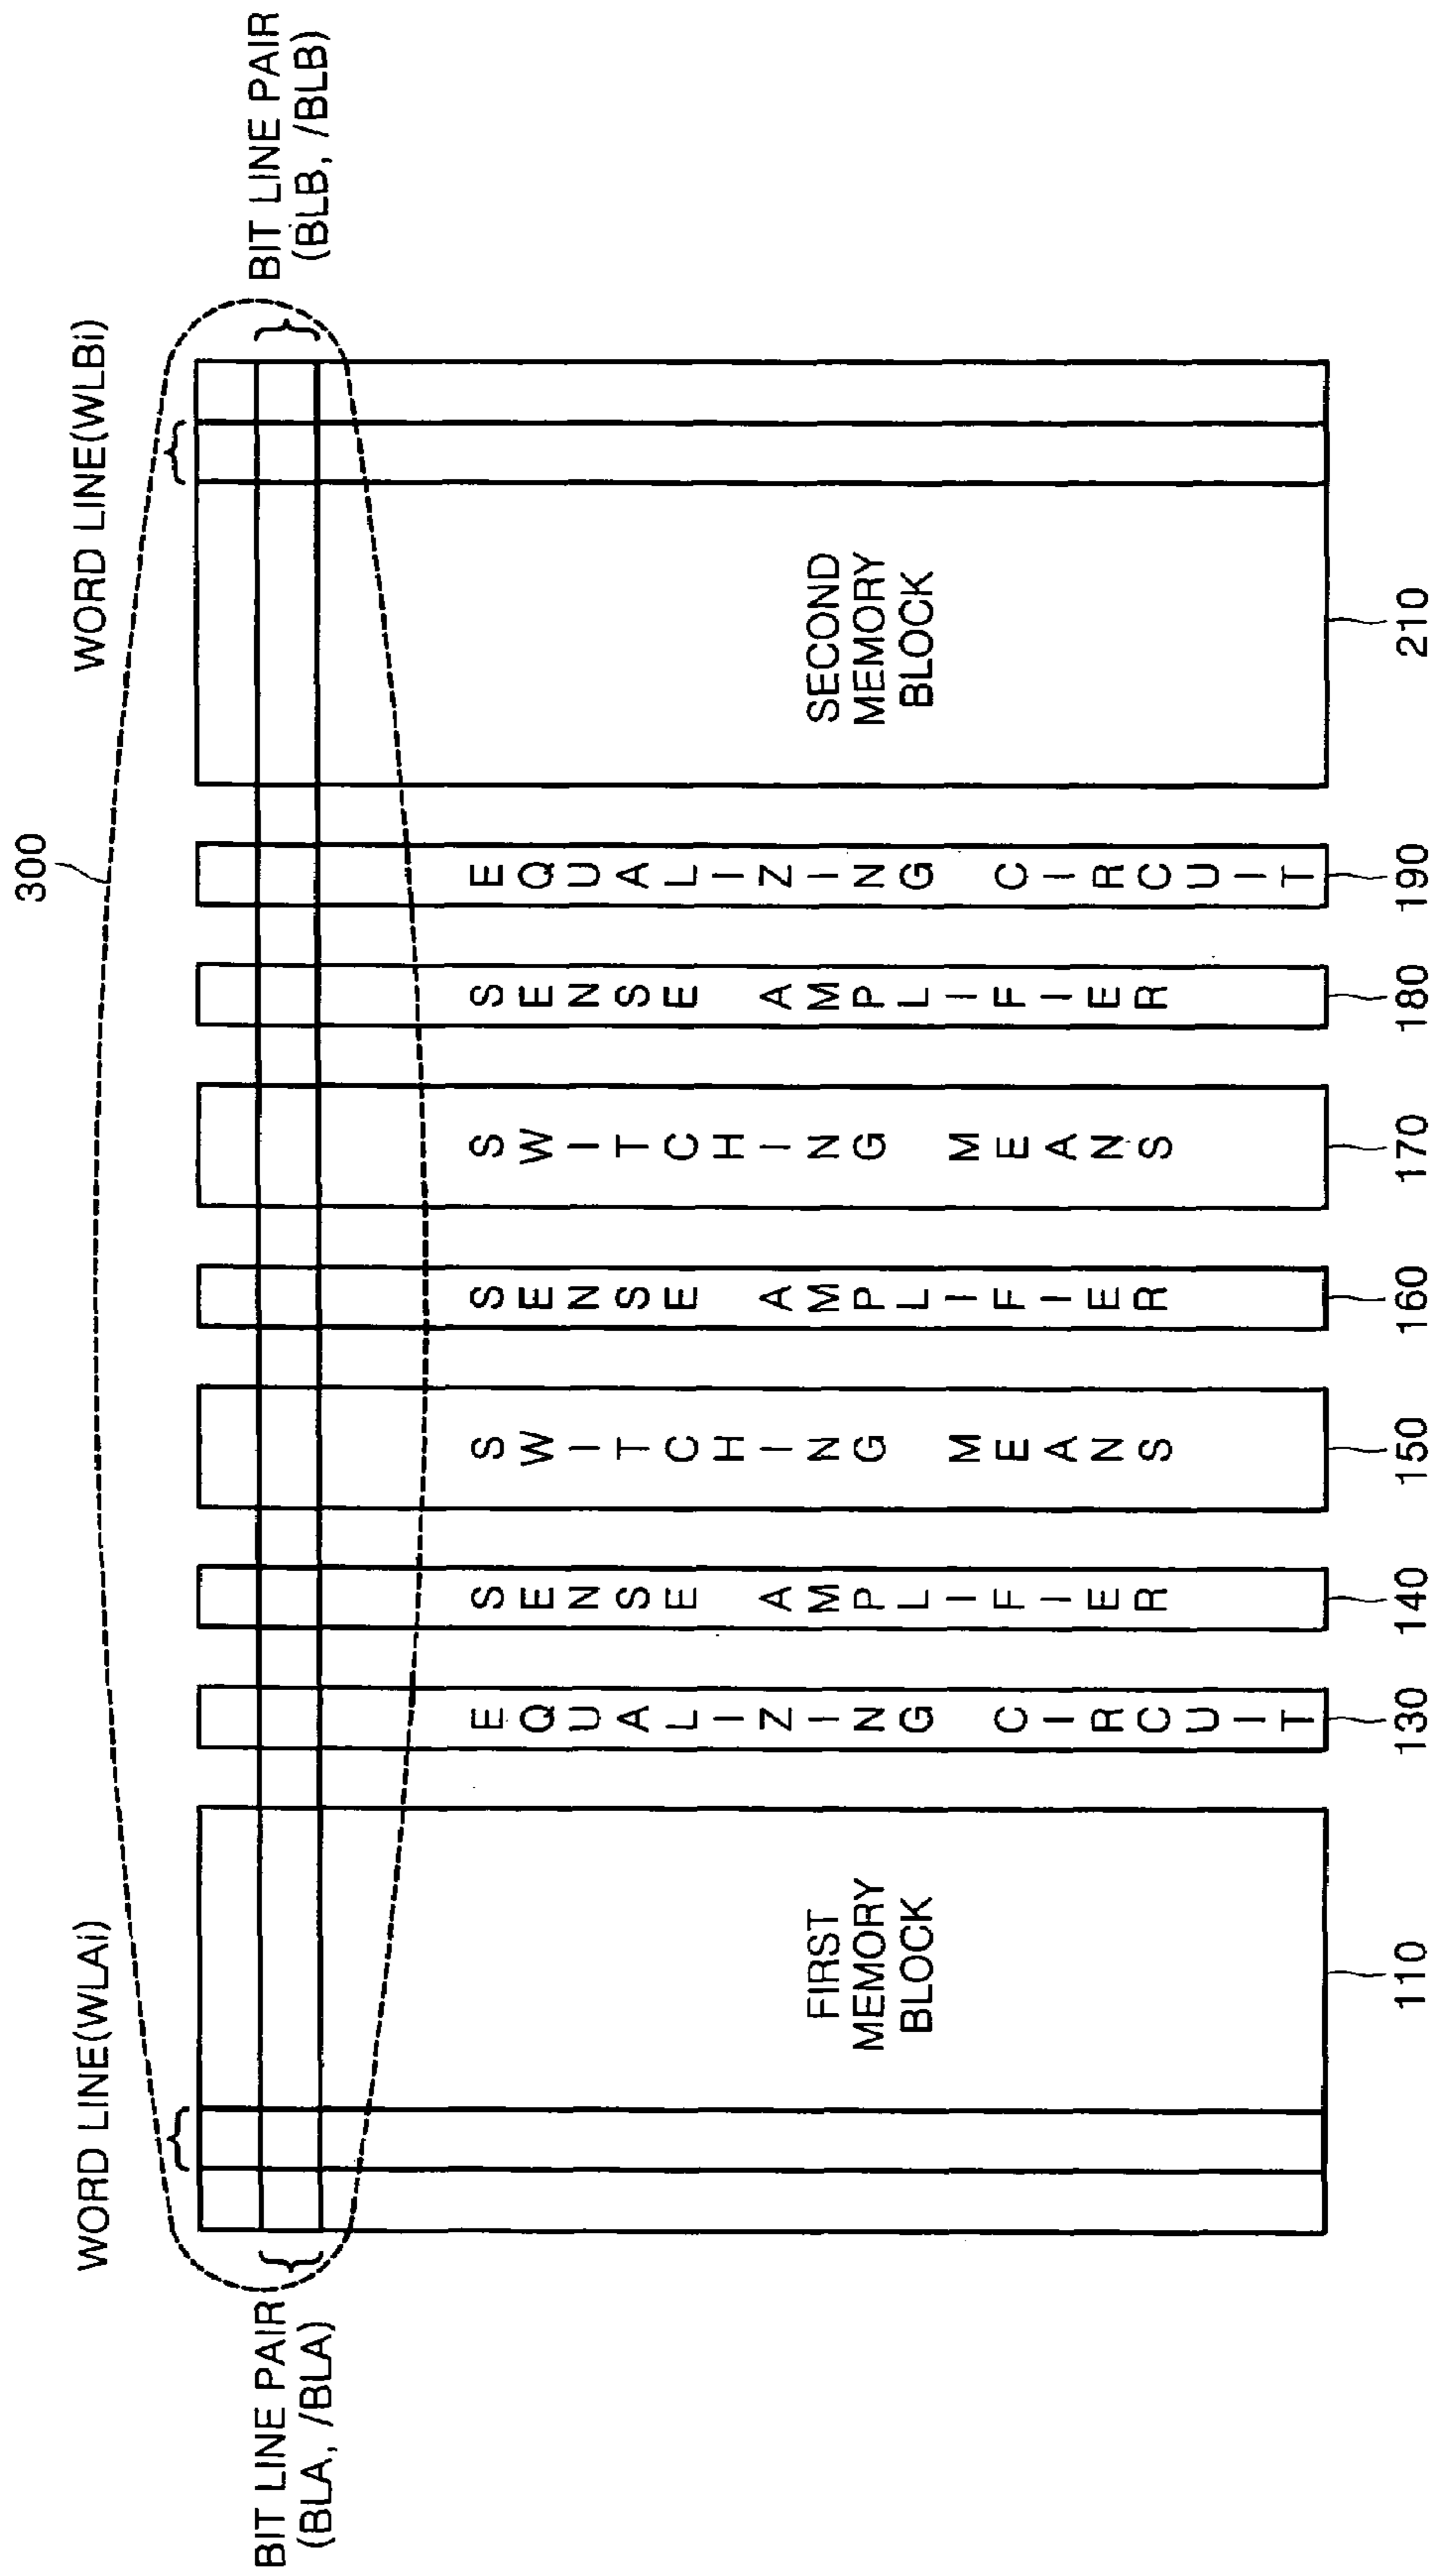 300
WORD LINE(WLAi)
WORD LINE(WLBi)
BIT LINE PAIR
(BLA, /BLA)
BIT LINE PAIR
(BLB, /BLB)
FIRST
MEMORY
BLOCK
EQUALIZING CIRCUIT
SENSE AMPLIFIER
SWITCHING MEANS
SENSE AMPLIFIER
SWITCHING MEANS
SENSE AMPLIFIER
EQUALIZING CIRCUIT
SECOND
MEMORY
BLOCK
110
130
140
150
160
170
180
190
210